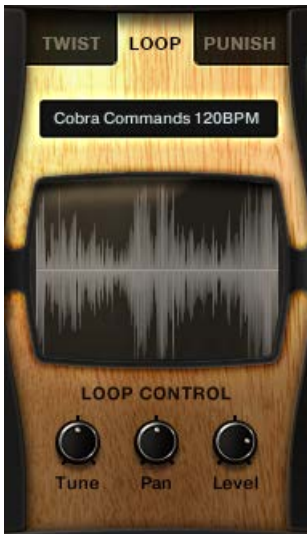 TWIST LOOP PUNISH
Cobra Commands 120BPM
LOOP CONTROL
Tune Pan Level